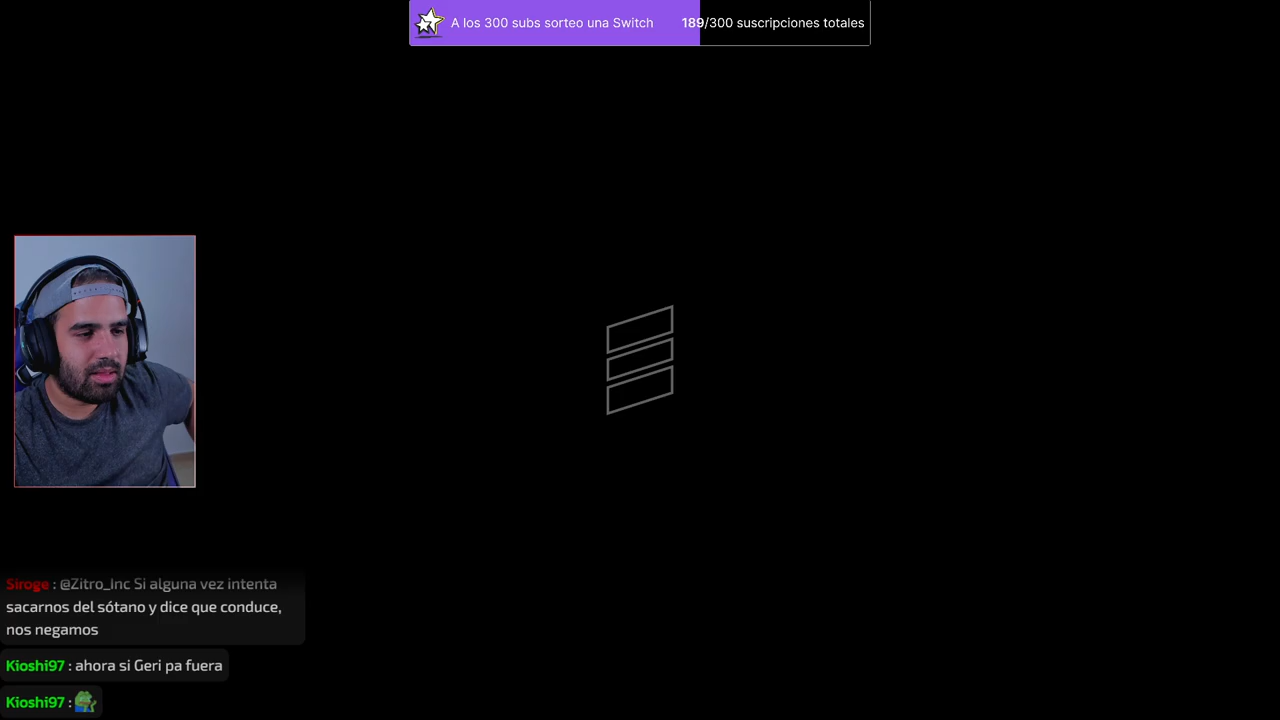 A los 300 subs sorteo una Switch 189/300 suscripciones totales
Siroge : @Zitro_Inc Si alguna vez intenta
sacarnos del sótano y dice que conduce,
nos negamos
Kioshi97 : ahora si Geri pa fuera
Kioshi97 :